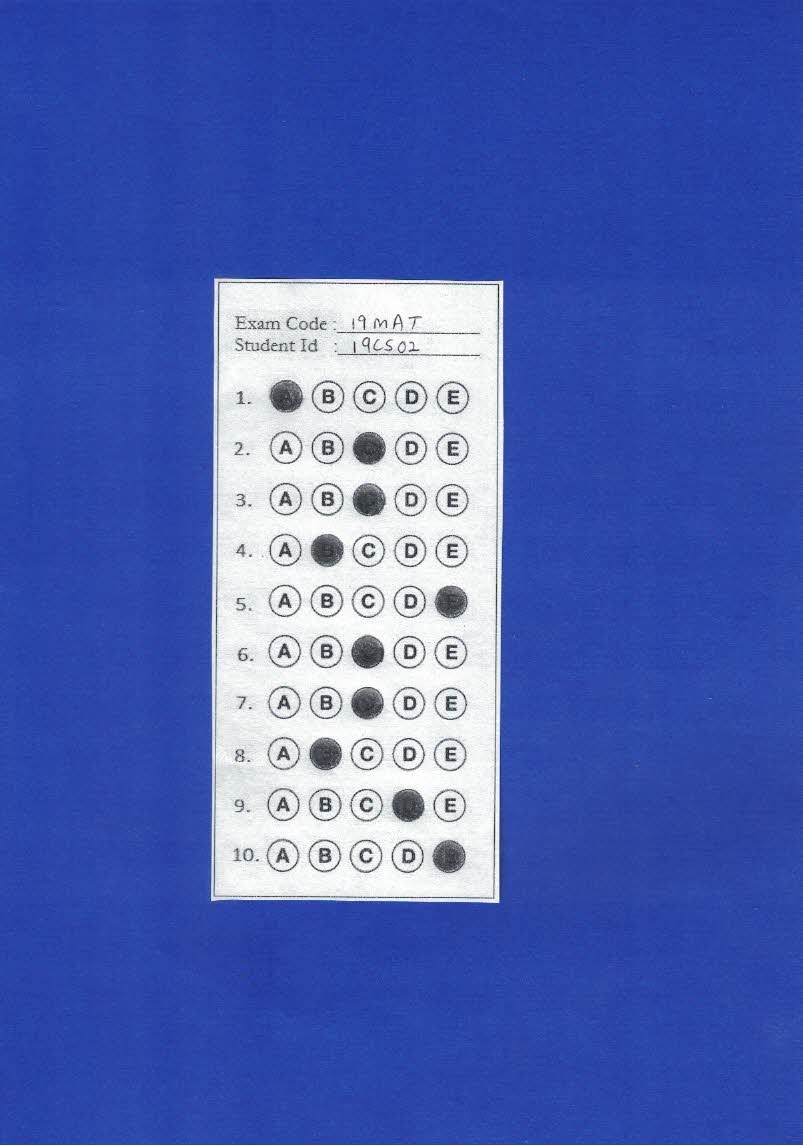 Exam Code : 19MAT
Student Id : 19CS02
1. A B C D E
2. A B C D E
3. A B C D E
4. A B C D E
5. A B C D E
6. A B C D E
7. A B C D E
8. A B C D E
9. A B C D E
10. A B C D E